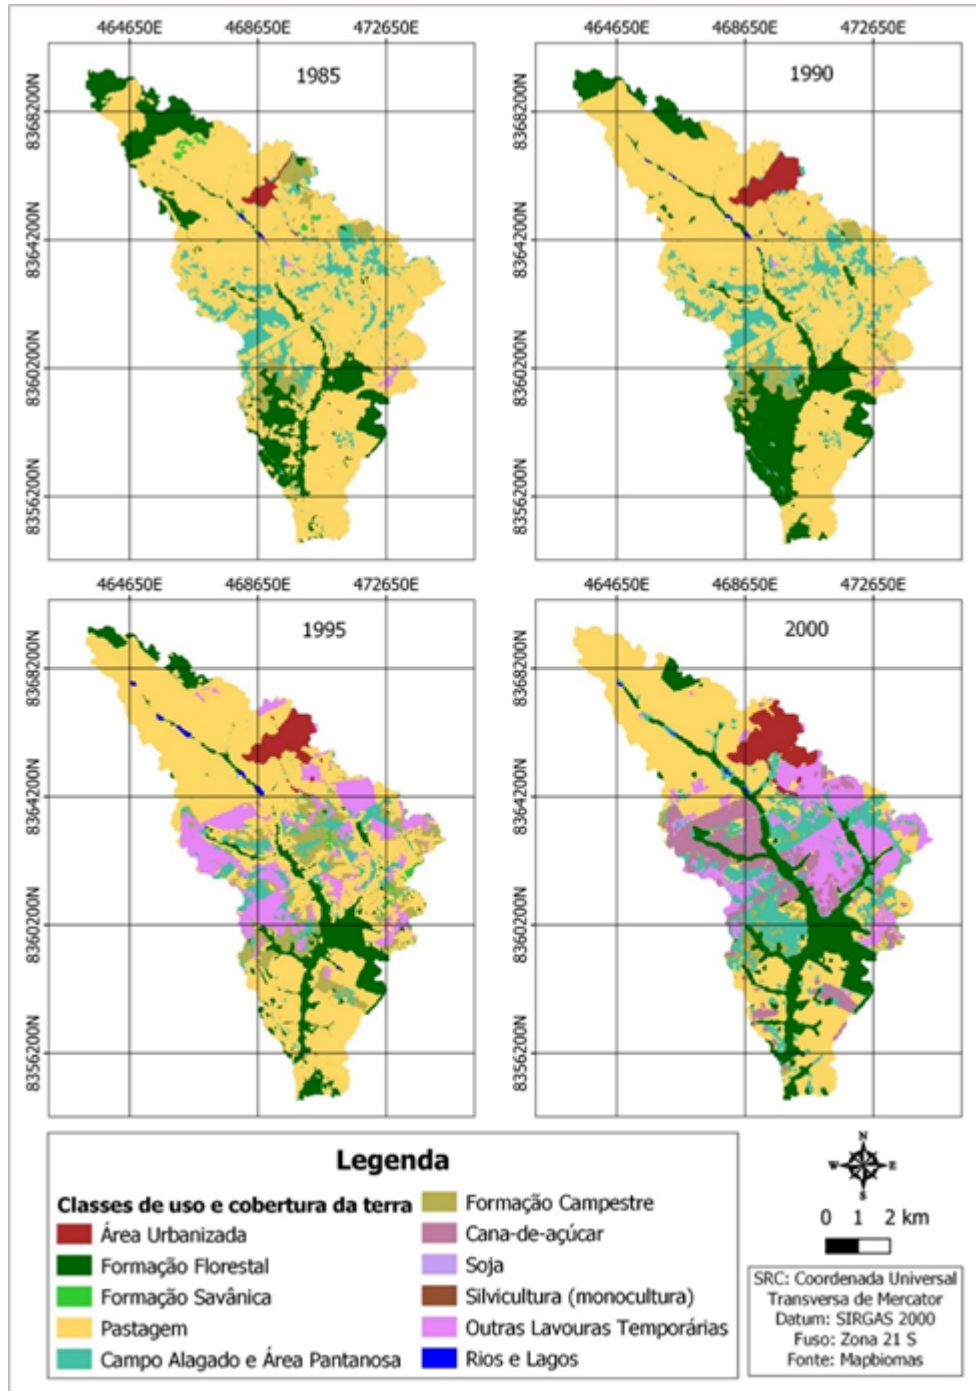 464650E 468650E 472650E
464650E 468650E 472650E
1985
1990
8368200N
8364200N
8360200N
8356200N
8368200N
8364200N
8360200N
8356200N
464650E 468650E 472650E
464650E 468650E 472650E
1995
2000
8368200N
8364200N
8360200N
8356200N
8368200N
8364200N
8360200N
8356200N
Legenda
Classes de uso e cobertura da terra
Área Urbanizada
Formação Florestal
Formação Savânica
Pastagem
Campo Alagado e Área Pantanosa
Formação Campestre
Cana-de-açúcar
Soja
Silvicultura (monocultura)
Outras Lavouras Temporárias
Rios e Lagos
N
W E
S
0 1 2 km
SRC: Coordenada Universal
Transversa de Mercator
Datum: SIRGAS 2000
Fuso: Zona 21 S
Fonte: Mapbiomas